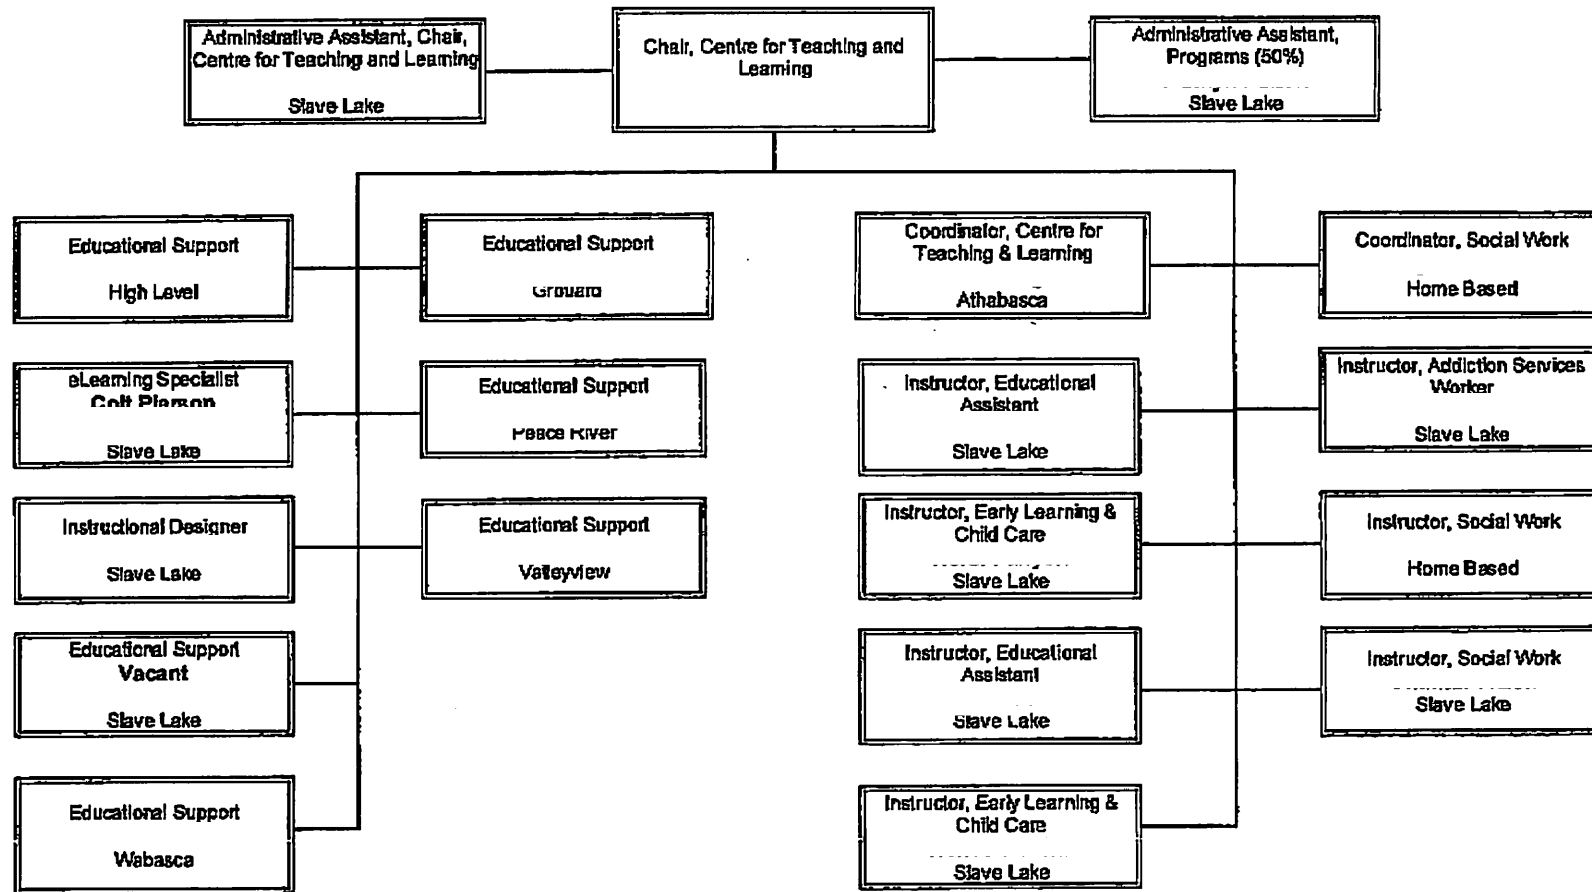 Administrative Assistant, Chair,
Centre for Teaching and Learning
Slave Lake
Chair, Centre for Teaching and
Learning
Administrative Assistant,
Programs (50%)
Slave Lake
Educational Support
High Level
Educational Support
Grouard
Coordinator, Centre for
Teaching & Learning
Athabasca
Coordinator, Social Work
Home Based
eLearning Specialist
Colt Pierson
Slave Lake
Educational Support
Peace River
Instructor, Educational
Assistant
Slave Lake
Instructor, Addiction Services
Worker
Slave Lake
Instructional Designer
Slave Lake
Educational Support
Valleyview
Instructor, Early Learning &
Child Care
Slave Lake
Instructor, Social Work
Home Based
Educational Support
Vacant
Slave Lake
Instructor, Educational
Assistant
Slave Lake
Instructor, Social Work
Slave Lake
Educational Support
Wabasca
Instructor, Early Learning &
Child Care
Slave Lake